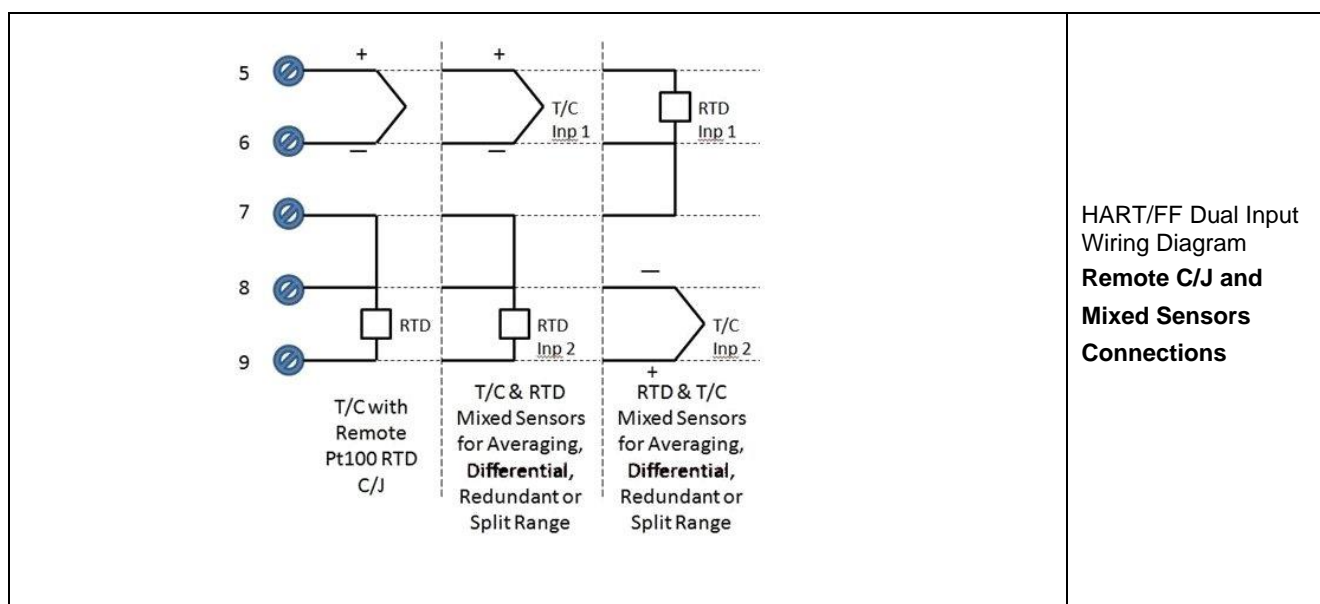 5
+
+
T/C
Inp 1
RTD
Inp 1
6
—
—
7
8
—
RTD
RTD
Inp 2
T/C
Inp 2
9
+
T/C with
Remote
Pt100 RTD
C/J
T/C & RTD
Mixed Sensors
for Averaging,
Differential,
Redundant or
Split Range
RTD & T/C
Mixed Sensors
for Averaging,
Differential,
Redundant or
Split Range
HART/FF Dual Input
Wiring Diagram
Remote C/J and
Mixed Sensors
Connections